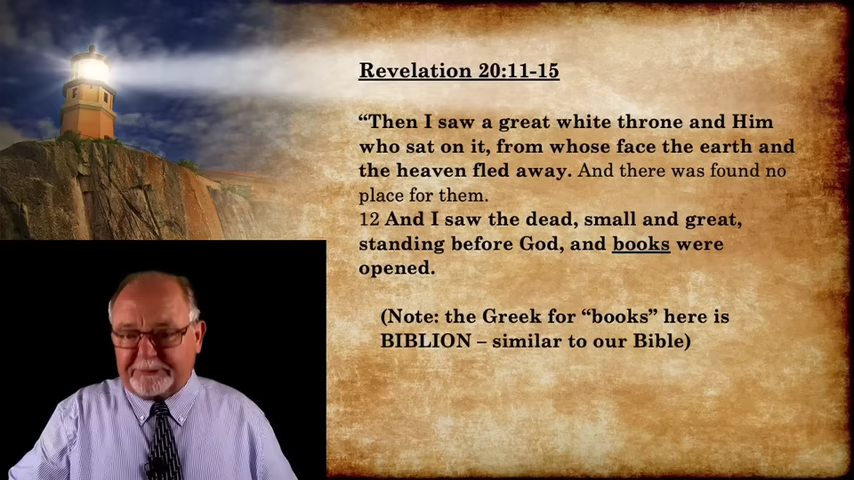 Revelation 20:11-15
“Then I saw a great white throne and Him
who sat on it, from whose face the earth and
the heaven fled away. And there was found no
place for them.
12 And I saw the dead, small and great,
standing before God, and books were
opened.
(Note: the Greek for “books” here is
BIBLION – similar to our Bible)